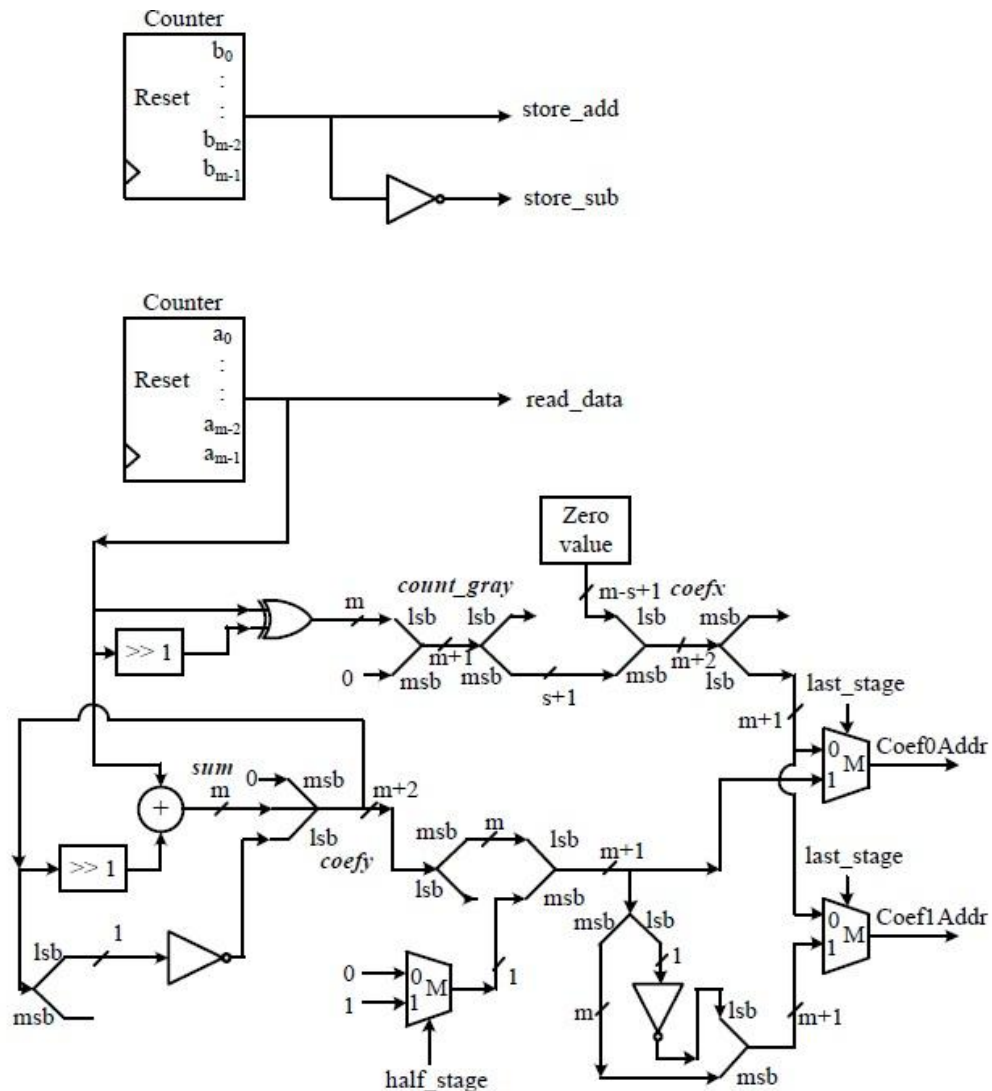 Counter
b0
:
Reset
:
bm-2
bm-1
store_add
store_sub
Counter
a0
:
Reset
:
am-2
am-1
read_data
Zero
value
count_gray
m-s+1
coefx
m
lsb
lsb
lsb
msb
>> 1
0
msb
m+1
msb
s+1
msb
m+2
lsb
last_stage
m+1
0
M
1
Coef0Addr
sum
m
0
msb
m+2
+
lsb
coefy
msb
m
lsb
m+1
>> 1
lsb
msb
last_stage
0
M
1
Coef1Addr
msb
lsb
1
1
lsb
msb
0
0
M
1
1
1
m
lsb
m+1
msb
half_stage